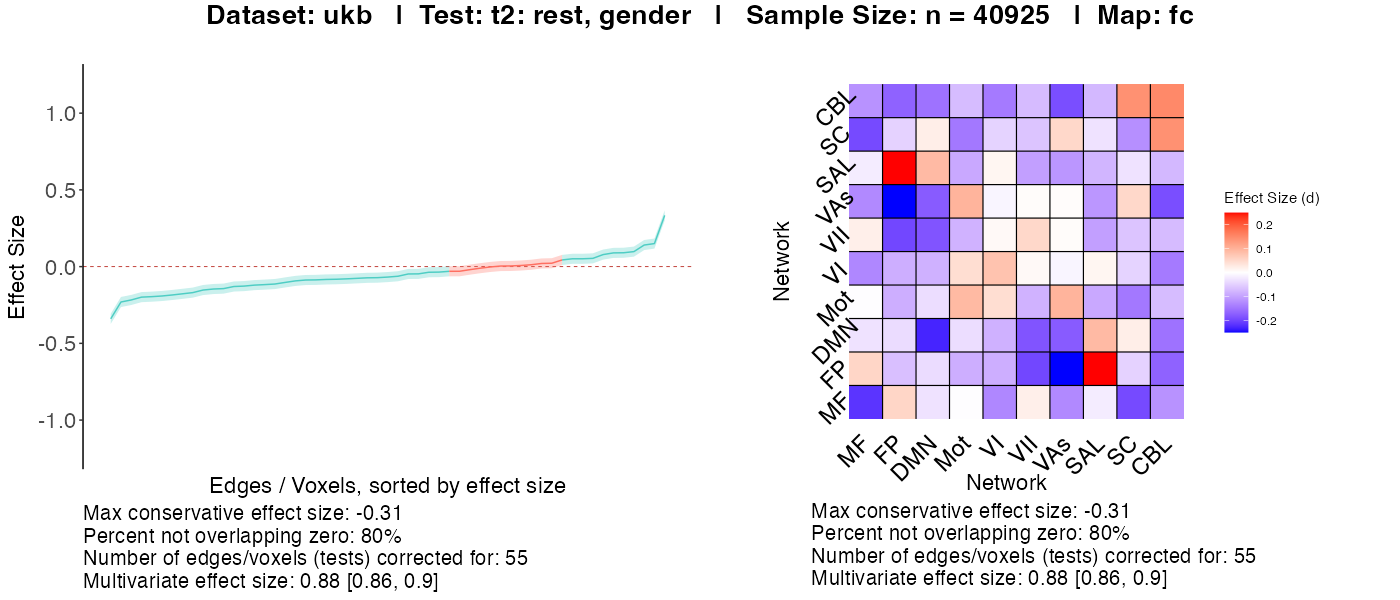 Dataset: ukb | Test: t2: rest, gender | Sample Size: n = 40925 | Map: fc
Effect Size
1.0
0.5
0.0
-0.5
-1.0
Edges / Voxels, sorted by effect size
Max conservative effect size: -0.31
Percent not overlapping zero: 80%
Number of edges/voxels (tests) corrected for: 55
Multivariate effect size: 0.88 [0.86, 0.9]
Network
CBL
SC
SAL
VAs
VII
VI
Mot
DMN
FP
MF
MF FP DMN Mot VI VII VAs SAL SC CBL
Network
Effect Size (d)
0.2
0.1
0.0
-0.1
-0.2
Max conservative effect size: -0.31
Percent not overlapping zero: 80%
Number of edges/voxels (tests) corrected for: 55
Multivariate effect size: 0.88 [0.86, 0.9]